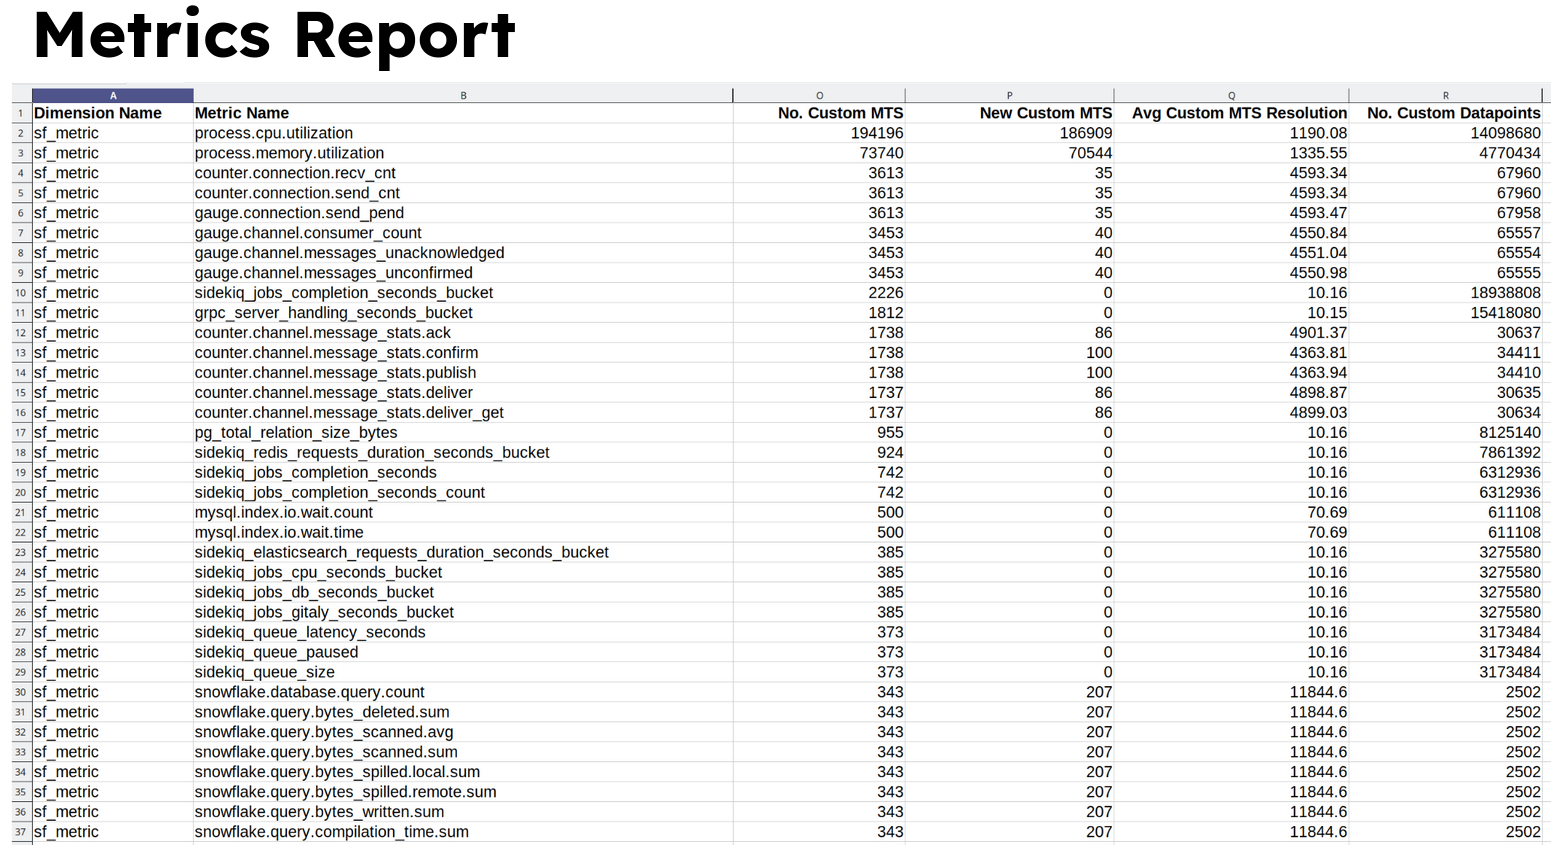 Metrics Report
A B O P Q R
1 Dimension Name Metric Name No. Custom MTS New Custom MTS Avg Custom MTS Resolution No. Custom Datapoints
2 sf_metric process.cpu.utilization 194196 186909 1190.08 14098680
3 sf_metric process.memory.utilization 73740 70544 1335.55 4770434
4 sf_metric counter.connection.recv_cnt 3613 35 4593.34 67960
5 sf_metric counter.connection.send_cnt 3613 35 4593.34 67960
6 sf_metric gauge.connection.send_pend 3613 35 4593.47 67958
7 sf_metric gauge.channel.consumer_count 3453 40 4550.84 65557
8 sf_metric gauge.channel.messages_unacknowledged 3453 40 4551.04 65554
9 sf_metric gauge.channel.messages_unconfirmed 3453 40 4550.98 65555
10 sf_metric sidekiq_jobs_completion_seconds_bucket 2226 0 10.16 18938808
11 sf_metric grpc_server_handling_seconds_bucket 1812 0 10.15 15418080
12 sf_metric counter.channel.message_stats.ack 1738 86 4901.37 30637
13 sf_metric counter.channel.message_stats.confirm 1738 100 4363.81 34411
14 sf_metric counter.channel.message_stats.publish 1738 100 4363.94 34410
15 sf_metric counter.channel.message_stats.deliver 1737 86 4898.87 30635
16 sf_metric counter.channel.message_stats.deliver_get 1737 86 4899.03 30634
17 sf_metric pg_total_relation_size_bytes 955 0 10.16 8125140
18 sf_metric sidekiq_redis_requests_duration_seconds_bucket 924 0 10.16 7861392
19 sf_metric sidekiq_jobs_completion_seconds 742 0 10.16 6312936
20 sf_metric sidekiq_jobs_completion_seconds_count 742 0 10.16 6312936
21 sf_metric mysql.index.io.wait.count 500 0 70.69 611108
22 sf_metric mysql.index.io.wait.time 500 0 70.69 611108
23 sf_metric sidekiq_elasticsearch_requests_duration_seconds_bucket 385 0 10.16 3275580
24 sf_metric sidekiq_jobs_cpu_seconds_bucket 385 0 10.16 3275580
25 sf_metric sidekiq_jobs_db_seconds_bucket 385 0 10.16 3275580
26 sf_metric sidekiq_jobs_gitaly_seconds_bucket 385 0 10.16 3275580
27 sf_metric sidekiq_queue_latency_seconds 373 0 10.16 3173484
28 sf_metric sidekiq_queue_paused 373 0 10.16 3173484
29 sf_metric sidekiq_queue_size 373 0 10.16 3173484
30 sf_metric snowflake.database.query.count 343 207 11844.6 2502
31 sf_metric snowflake.query.bytes_deleted.sum 343 207 11844.6 2502
32 sf_metric snowflake.query.bytes_scanned.avg 343 207 11844.6 2502
33 sf_metric snowflake.query.bytes_scanned.sum 343 207 11844.6 2502
34 sf_metric snowflake.query.bytes_spilled.local.sum 343 207 11844.6 2502
35 sf_metric snowflake.query.bytes_spilled.remote.sum 343 207 11844.6 2502
36 sf_metric snowflake.query.bytes_written.sum 343 207 11844.6 2502
37 sf_metric snowflake.query.compilation_time.sum 343 207 11844.6 2502